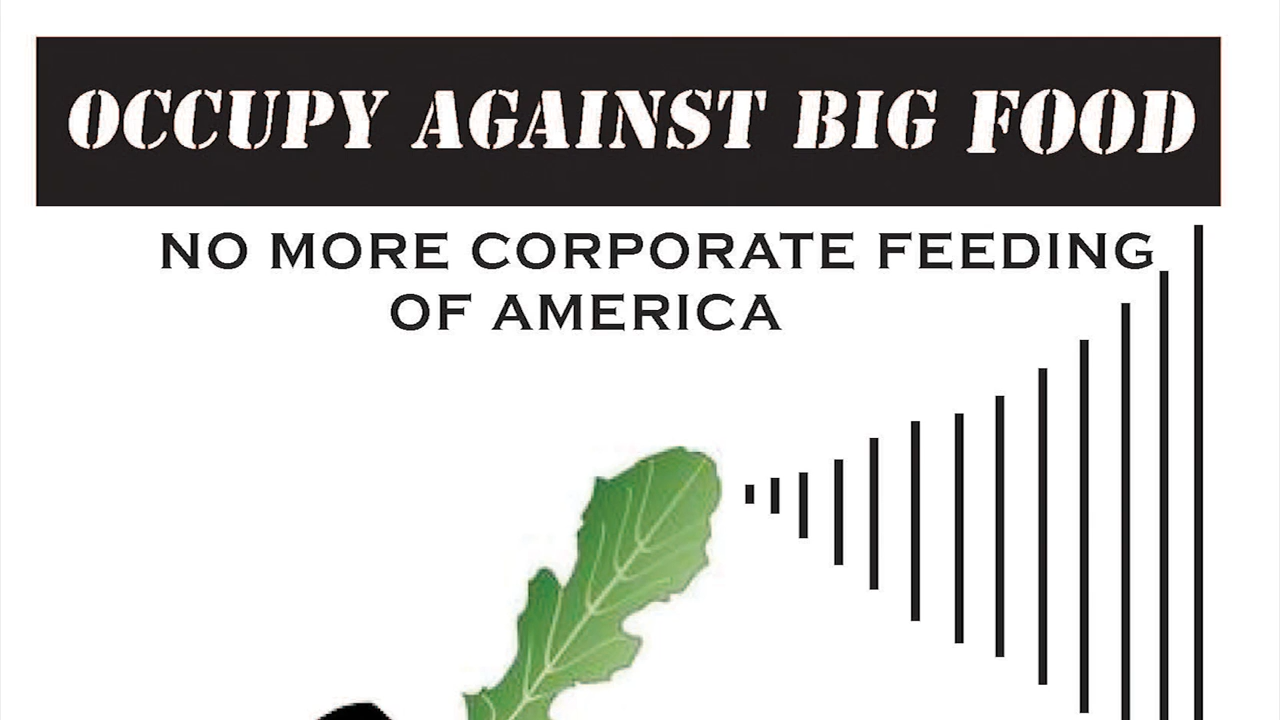 OCCUPY AGAINST BIG FOOD
NO MORE CORPORATE FEEDING
OF AMERICA